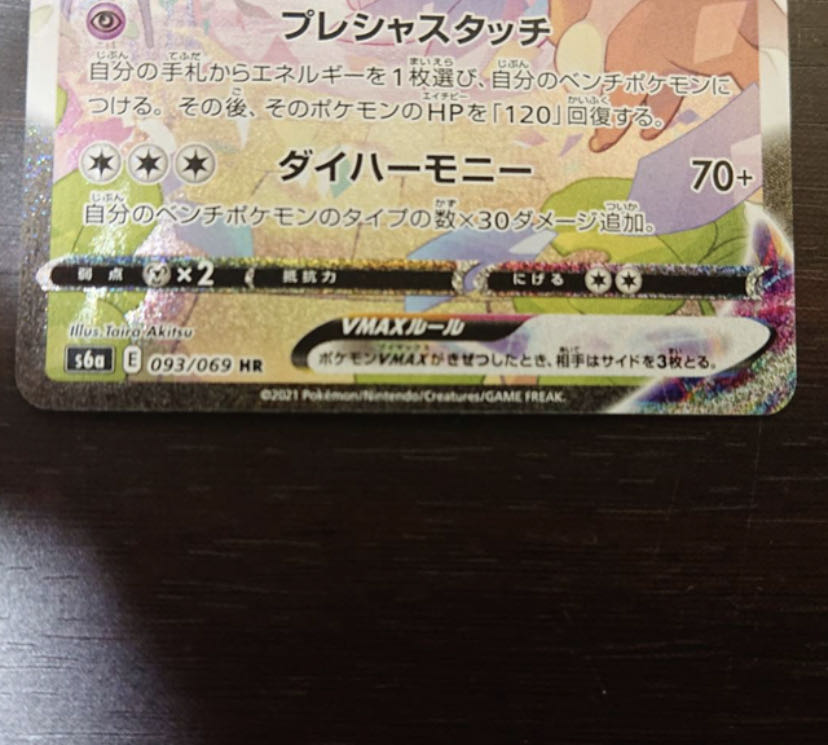 プレシャスタッチ
自分の手札からエネルギーを1枚選び、自分のベンチポケモンに
つける。その後、そのポケモンのHPを「120」回復する。
ダイハーモニー 70+
自分のベンチポケモンのタイプの数×30ダメージ追加。
弱点 ×2 抵抗力 にげる
Illus. Taira Akitsu
VMAXルール
ポケモンVMAXがきぜつしたとき、相手はサイドを3枚とる。
s6a E 093/069 HR
©2021 Pokémon/Nintendo/Creatures/GAME FREAK.